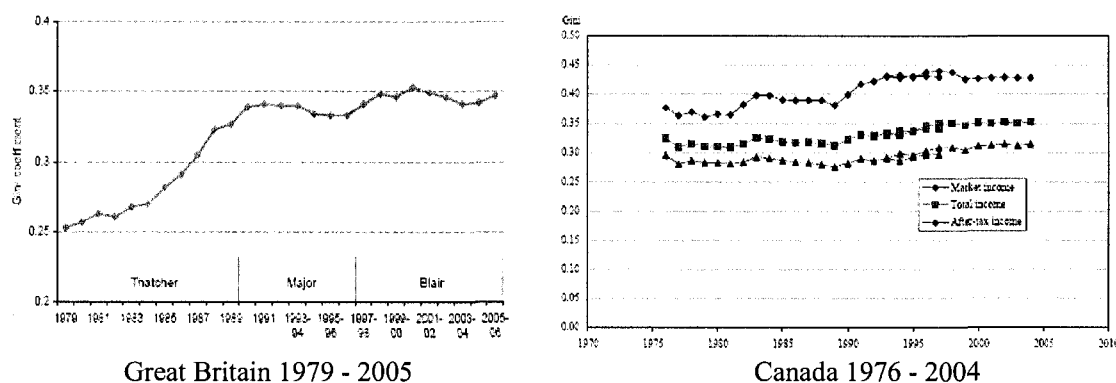 0.4
0.35
0.3
0.25
0.2
Gini coefficient
Thatcher Major Blair
1979 1981 1983 1985 1987 1989 1991 1993-94 1995-96 1997-98 1999-00 2001-02 2003-04 2005-06
Great Britain 1979 - 2005
Gini
0.50
0.45
0.40
0.35
0.30
0.25
0.20
0.15
0.10
0.05
0.00
Market income
Total income
After-tax income
1970 1975 1980 1985 1990 1995 2000 2005 2010
Canada 1976 - 2004